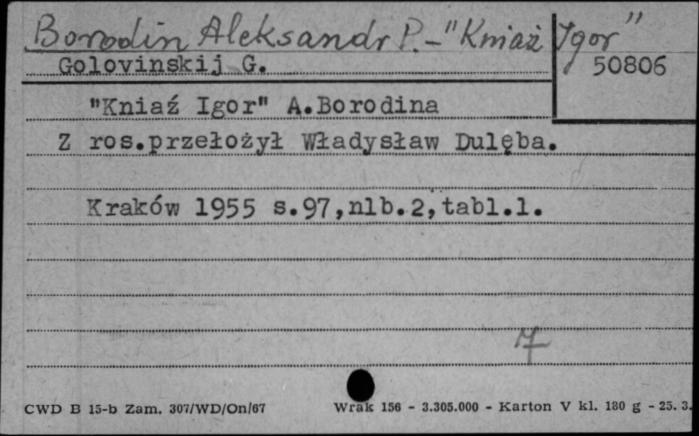 Borodin Aleksandr P. – "Kniaź Igor"
Golovinskij G.
50806
"Kniaź Igor" A.Borodina
Z ros.przełożył Władysław Dulęba.
Kraków 1955 s.97,nlb.2,tabl.1.
CWD B 15-b Zam. 307/WD/On/67 Wrak 156 - 3.305.000 - Karton V kl. 180 g - 25. 3.